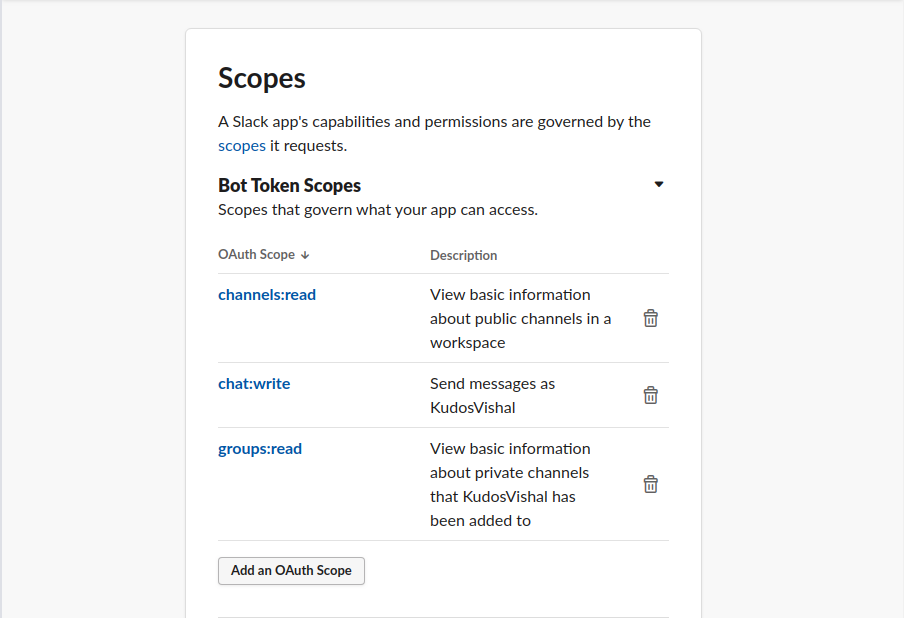 Scopes
A Slack app's capabilities and permissions are governed by the
scopes it requests.
Bot Token Scopes
Scopes that govern what your app can access.
OAuth Scope ↓ Description
channels:read View basic information
about public channels in a
workspace
chat:write Send messages as
KudosVishal
groups:read View basic information
about private channels
that KudosVishal has
been added to
Add an OAuth Scope